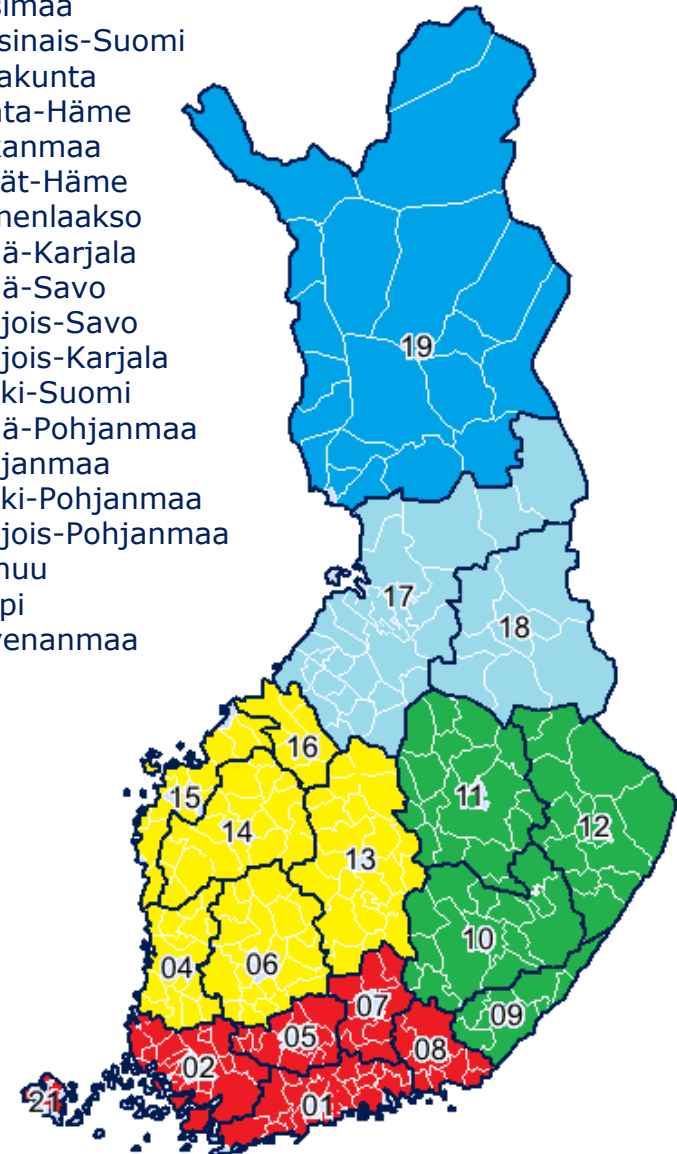 simaa
sinais-Suomi
akunta
ta-Häme
anmaa
ät-Häme
menlaakso
ä-Karjala
ä-Savo
jois-Savo
jois-Karjala
ki-Suomi
ä-Pohjanmaa
janmaa
ki-Pohjanmaa
jois-Pohjanmaa
nuu
pi
venanmaa
19
17
18
16
15
11
14
12
13
10
04
06
07
09
05
08
02
01
21